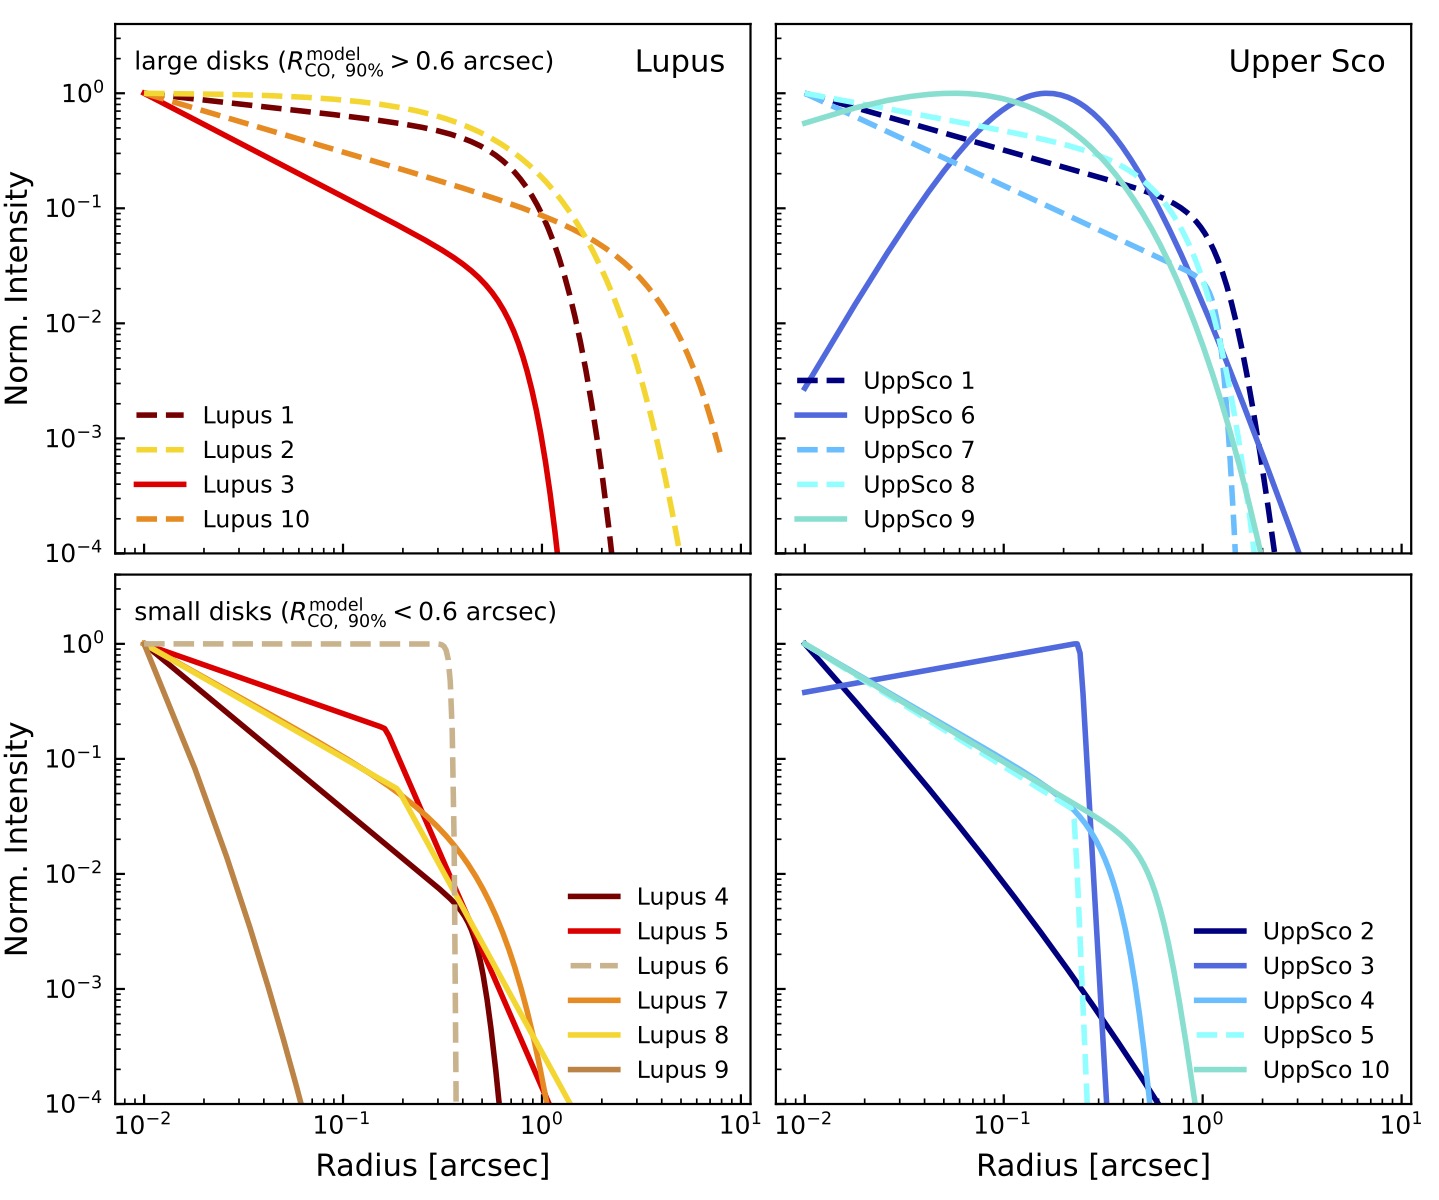 large disks (R^model_CO, 90% > 0.6 arcsec)
Lupus
10^0
10^−1
10^−2
10^−3
10^−4
Norm. Intensity
Lupus 1
Lupus 2
Lupus 3
Lupus 10
Upper Sco
UppSco 1
UppSco 6
UppSco 7
UppSco 8
UppSco 9
small disks (R^model_CO, 90% < 0.6 arcsec)
10^0
10^−1
10^−2
10^−3
10^−4
Norm. Intensity
Lupus 4
Lupus 5
Lupus 6
Lupus 7
Lupus 8
Lupus 9
10^−2 10^−1 10^0 10^1
Radius [arcsec]
UppSco 2
UppSco 3
UppSco 4
UppSco 5
UppSco 10
10^−2 10^−1 10^0 10^1
Radius [arcsec]